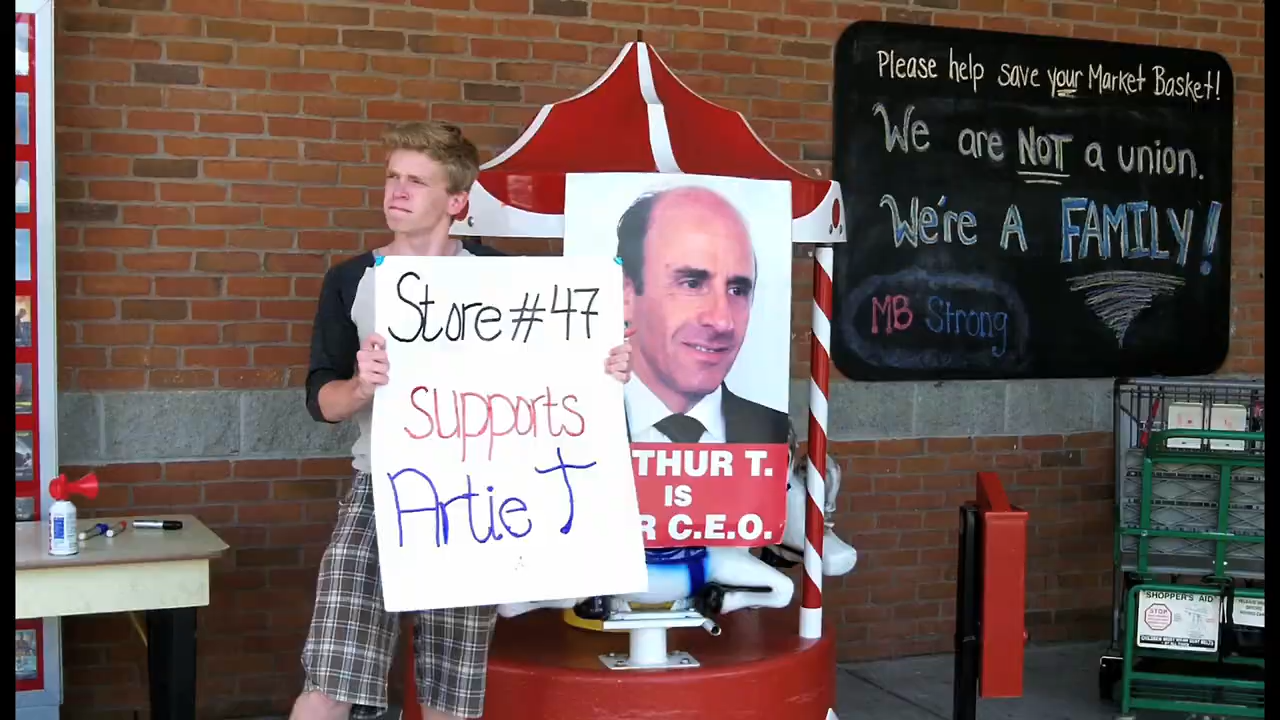 Please help save your Market Basket!
We are NOT a union.
We're A FAMILY!
MB Strong
Store #47
supports
Artie T
THUR T.
IS
R C.E.O.
SHOPPER'S AID
STOP